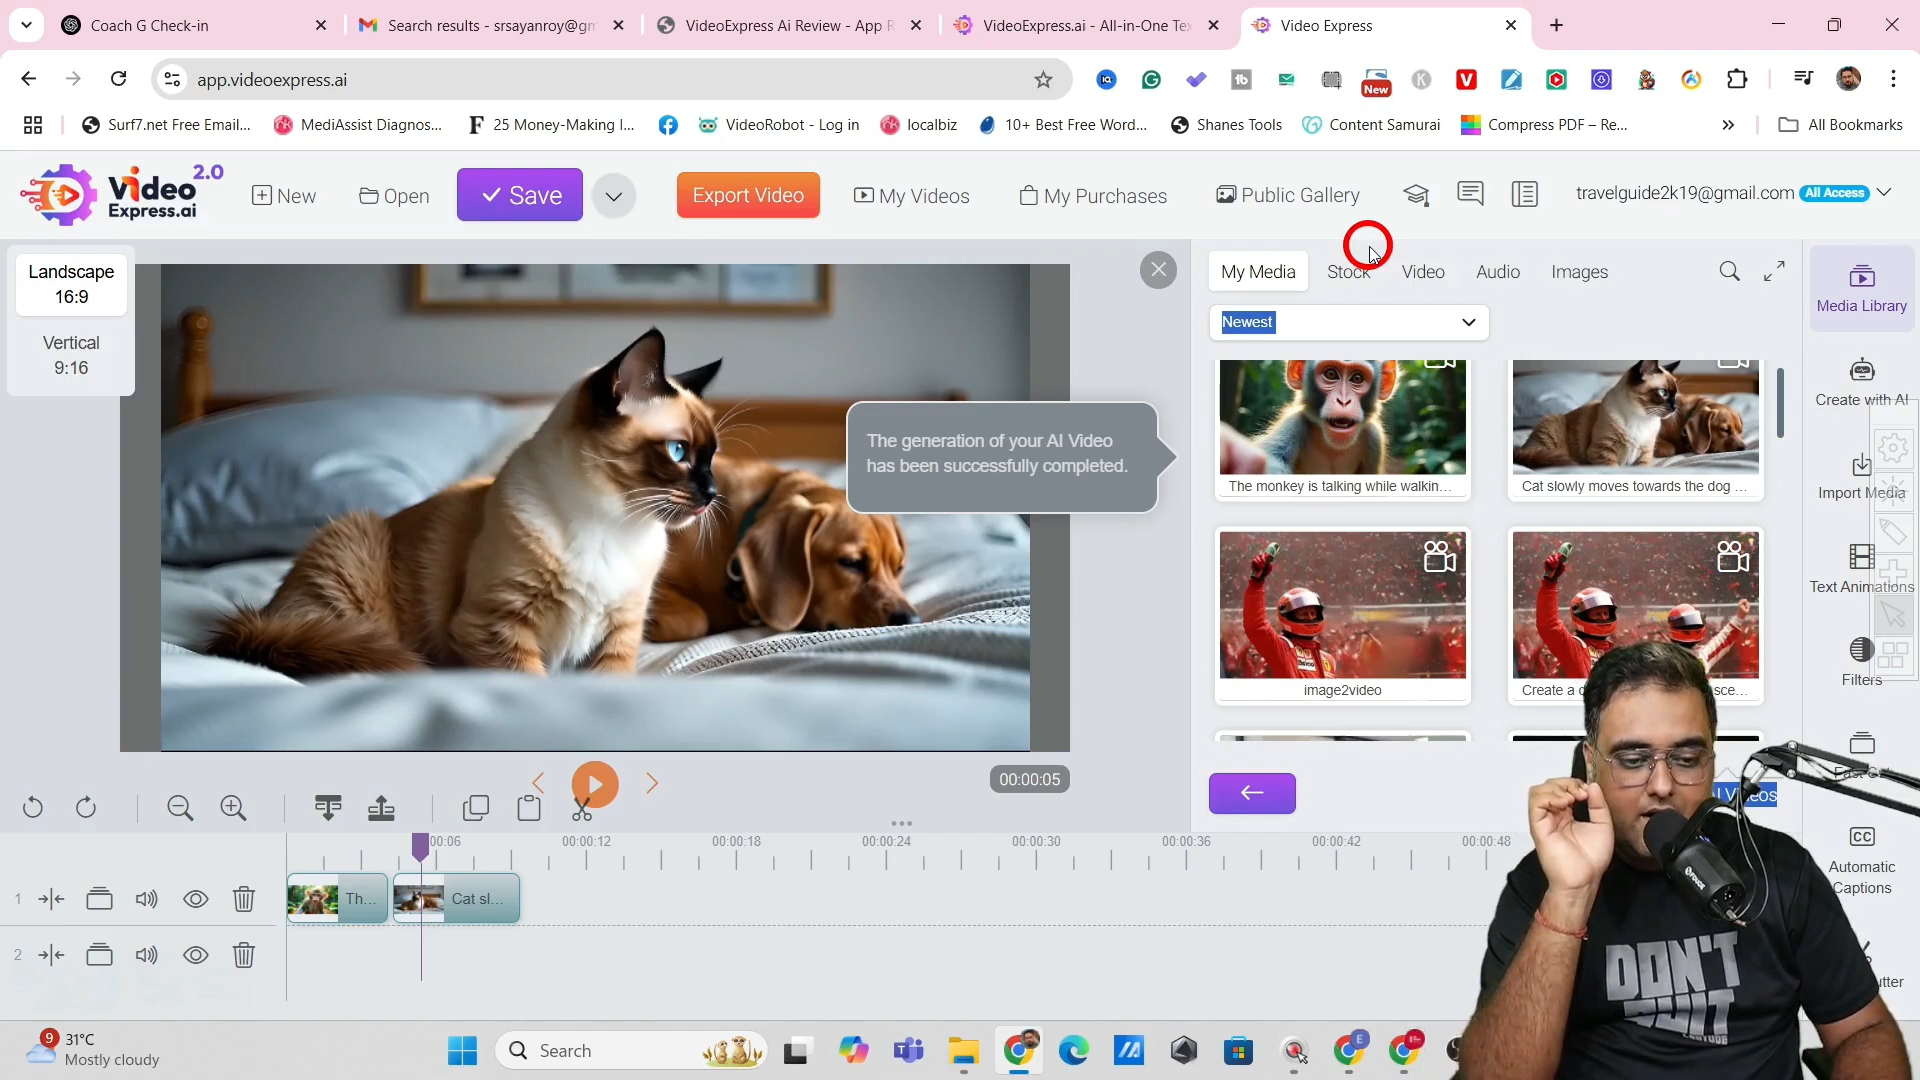 Coach G Check-in
Search results - srsayanroy@gm
VideoExpress Ai Review - App R
VideoExpress.ai - All-in-One Te
Video Express
app.videoexpress.ai
New
Surf7.net Free Email...
MediAssist Diagnos...
25 Money-Making I...
VideoRobot - Log in
localbiz
10+ Best Free Word...
Shanes Tools
Content Samurai
Compress PDF – Re...
»
All Bookmarks
Video 2.0
Express.ai
New
Open
Save
Export Video
My Videos
My Purchases
Public Gallery
travelguide2k19@gmail.com All Access
Landscape
16:9
Vertical
9:16
My Media
Stock
Video
Audio
Images
Newest
The generation of your AI Video
has been successfully completed.
The monkey is talking while walkin...
Cat slowly moves towards the dog ...
image2video
Media Library
Create with AI
Import Media
Text Animations
Filters
Automatic
Captions
00:00:05
00:06
00:00:12
00:00:18
00:00:24
00:00:30
00:00:36
00:00:42
00:00:48
1
Th...
Cat sl...
2
DON'T
QUIT
9
31°C
Mostly cloudy
Search